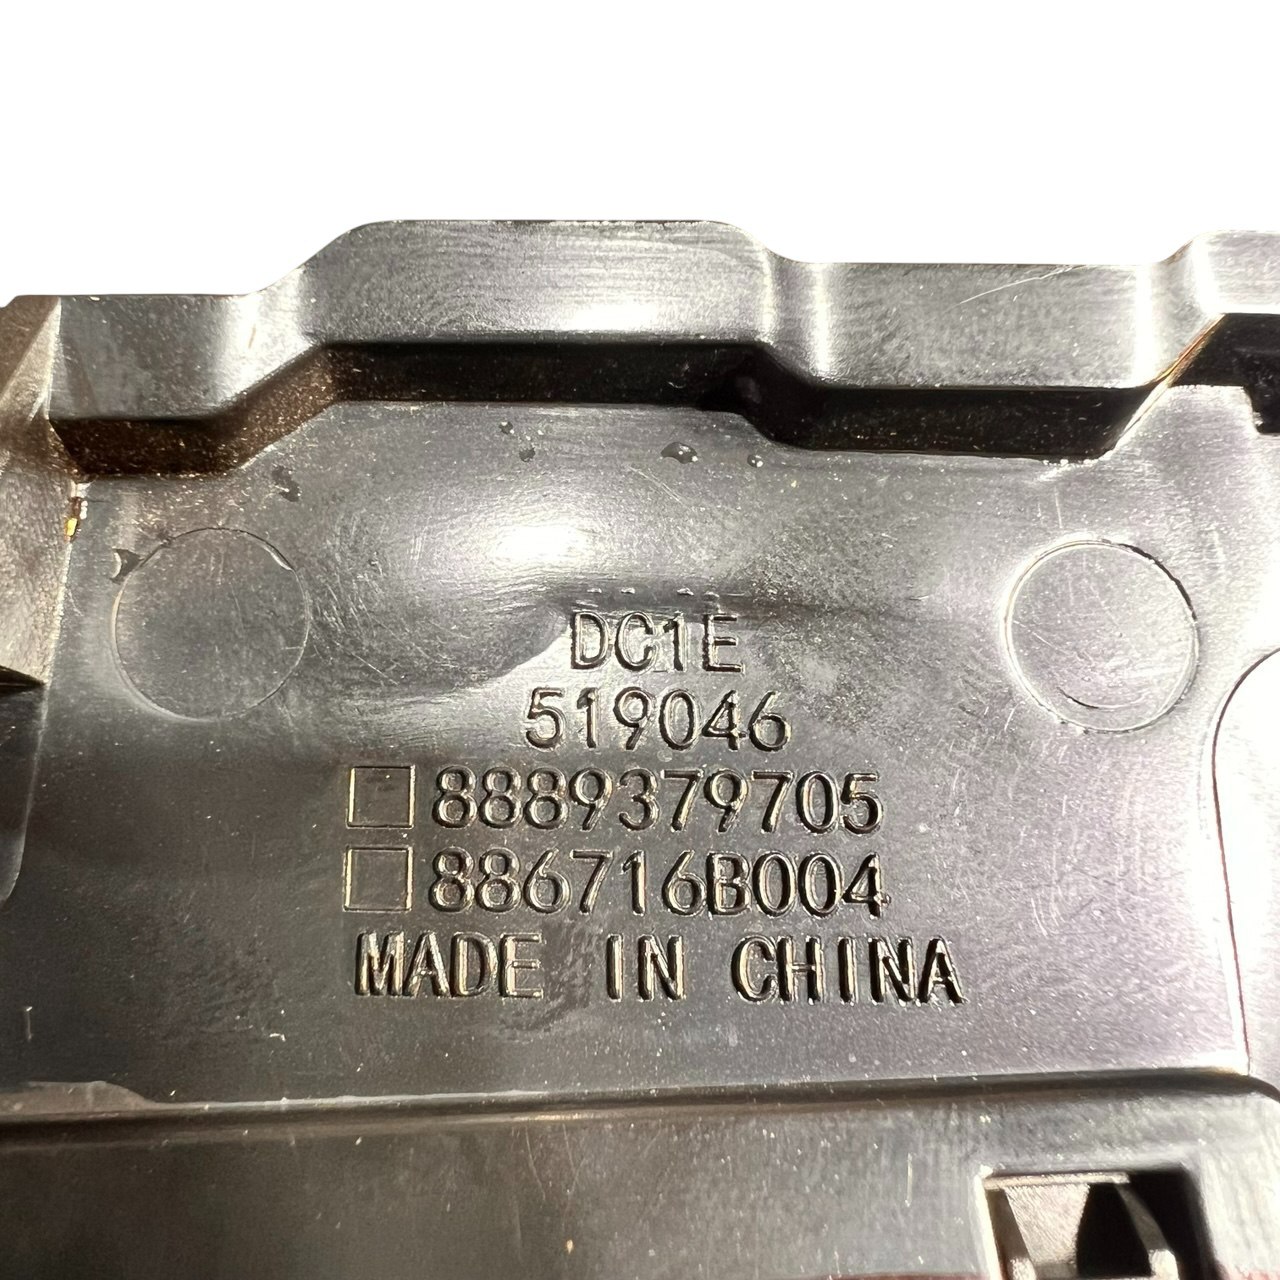 DC1E
519046
□8889379705
□886716B004
MADE IN CHINA